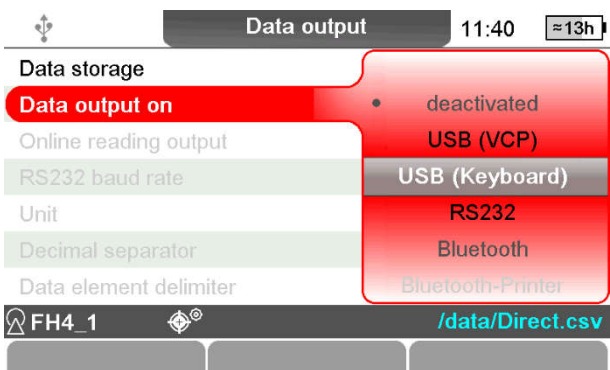 Data output 11:40 ≈13h
Data storage
Data output on
Online reading output
RS232 baud rate
Unit
Decimal separator
Data element delimiter
deactivated
USB (VCP)
USB (Keyboard)
RS232
Bluetooth
Bluetooth-Printer
FH4_1 /data/Direct.csv